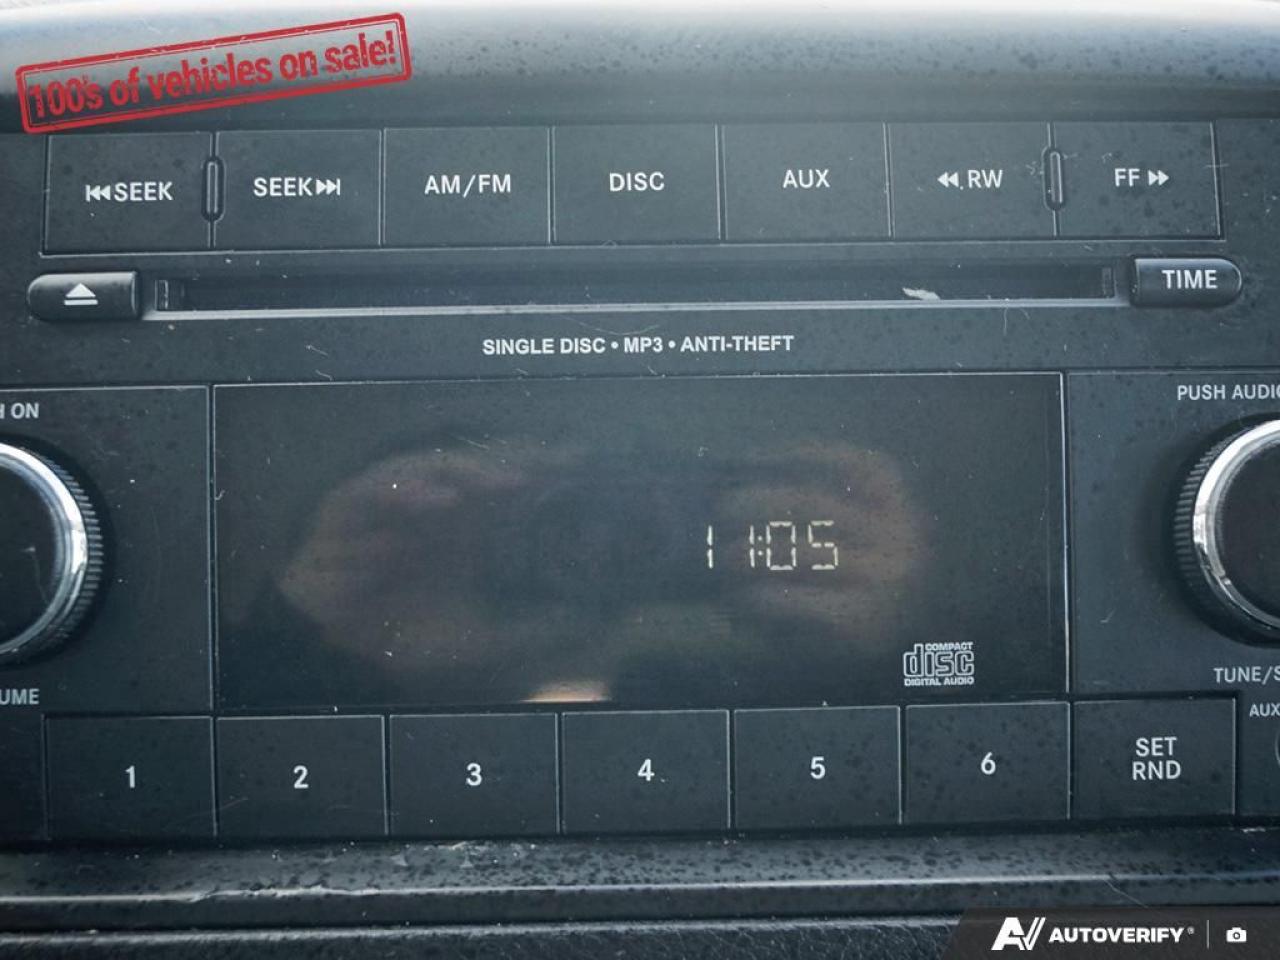 100's of vehicles on sale!
SEEK
SEEK
AM/FM
DISC
AUX
RW
FF
TIME
SINGLE DISC • MP3 • ANTI-THEFT
H ON
PUSH AUDIO
11:05
COMPACT
disc
DIGITAL AUDIO
UME
TUNE/S
AUX
1
2
3
4
5
6
SET
RND
AUTOVERIFY